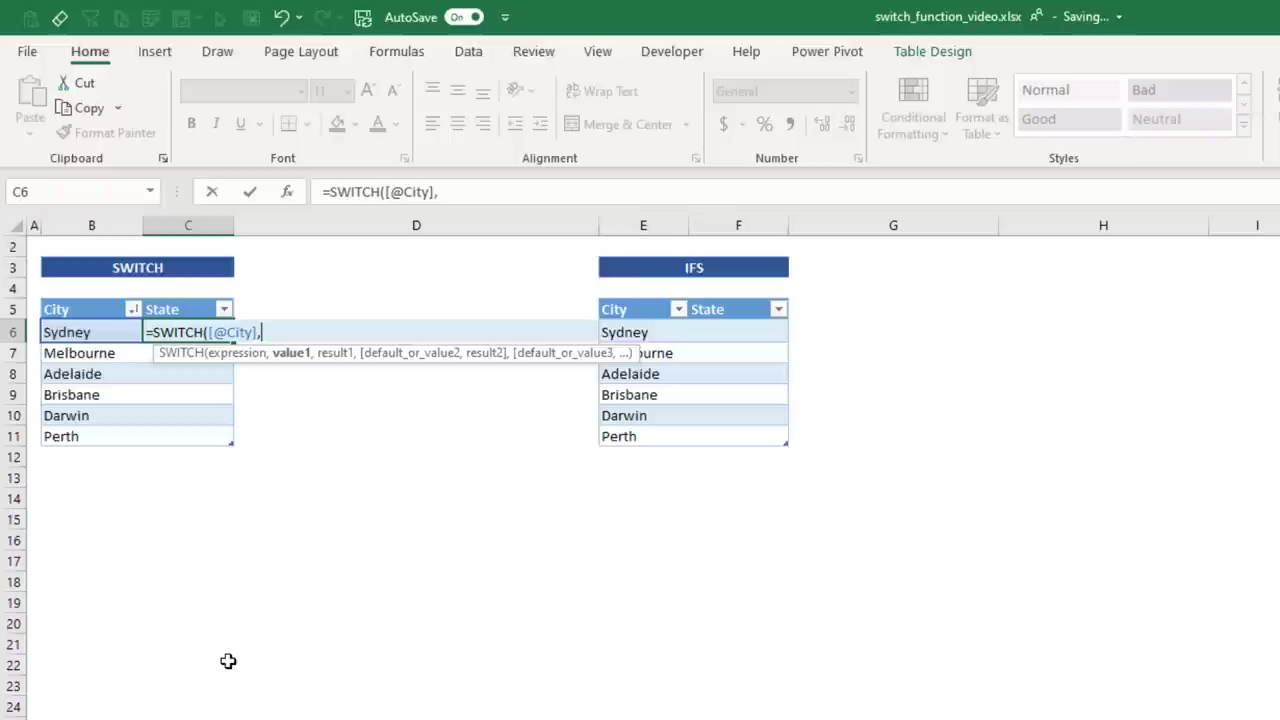 AutoSave On switch_function_video.xlsx - Saving...
File Home Insert Draw Page Layout Formulas Data Review View Developer Help Power Pivot Table Design
Paste Cut Copy Format Painter
Clipboard
11 A A
B I U A
Font
Wrap Text
Merge & Center
Alignment
General
$ % ,
Number
Conditional Formatting
Format as Table
Normal Bad
Good Neutral
Styles
C6 fx =SWITCH([@City],
A B C D E F G H I
2
3 SWITCH IFS
4
5 City State City State
6 Sydney =SWITCH([@City], Sydney
SWITCH(expression, value1, result1, [default_or_value2, result2], [default_or_value3, ...)
7 Melbourne ourne
8 Adelaide Adelaide
9 Brisbane Brisbane
10 Darwin Darwin
11 Perth Perth
12
13
14
15
16
17
18
19
20
21
22
23
24